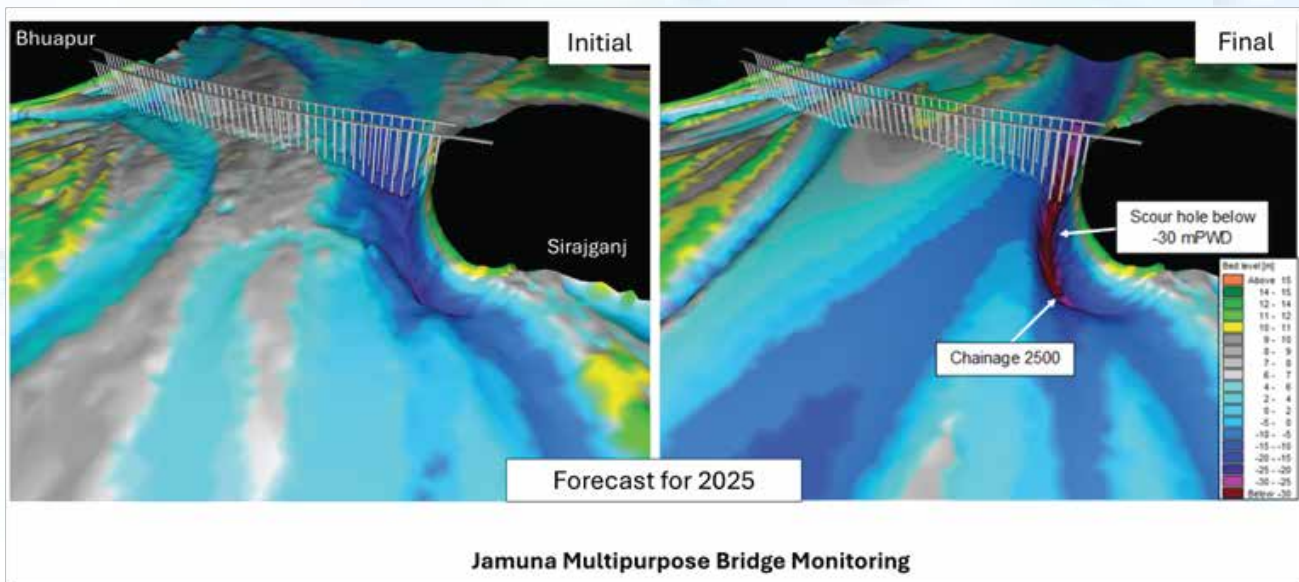 Bhuapur
Initial
Sirajganj
Final
Scour hole below
-30 mPWD
Chainage 2500
Bed level [m]
Above 15
14 - 15
12 - 14
11 - 12
10 - 11
9 - 10
8 - 9
7 - 8
6 - 7
4 - 6
2 - 4
0 - 2
-5 - 0
-10 - -5
-15 - -10
-20 - -15
-25 - -20
-30 - -25
Below -30
Forecast for 2025
Jamuna Multipurpose Bridge Monitoring